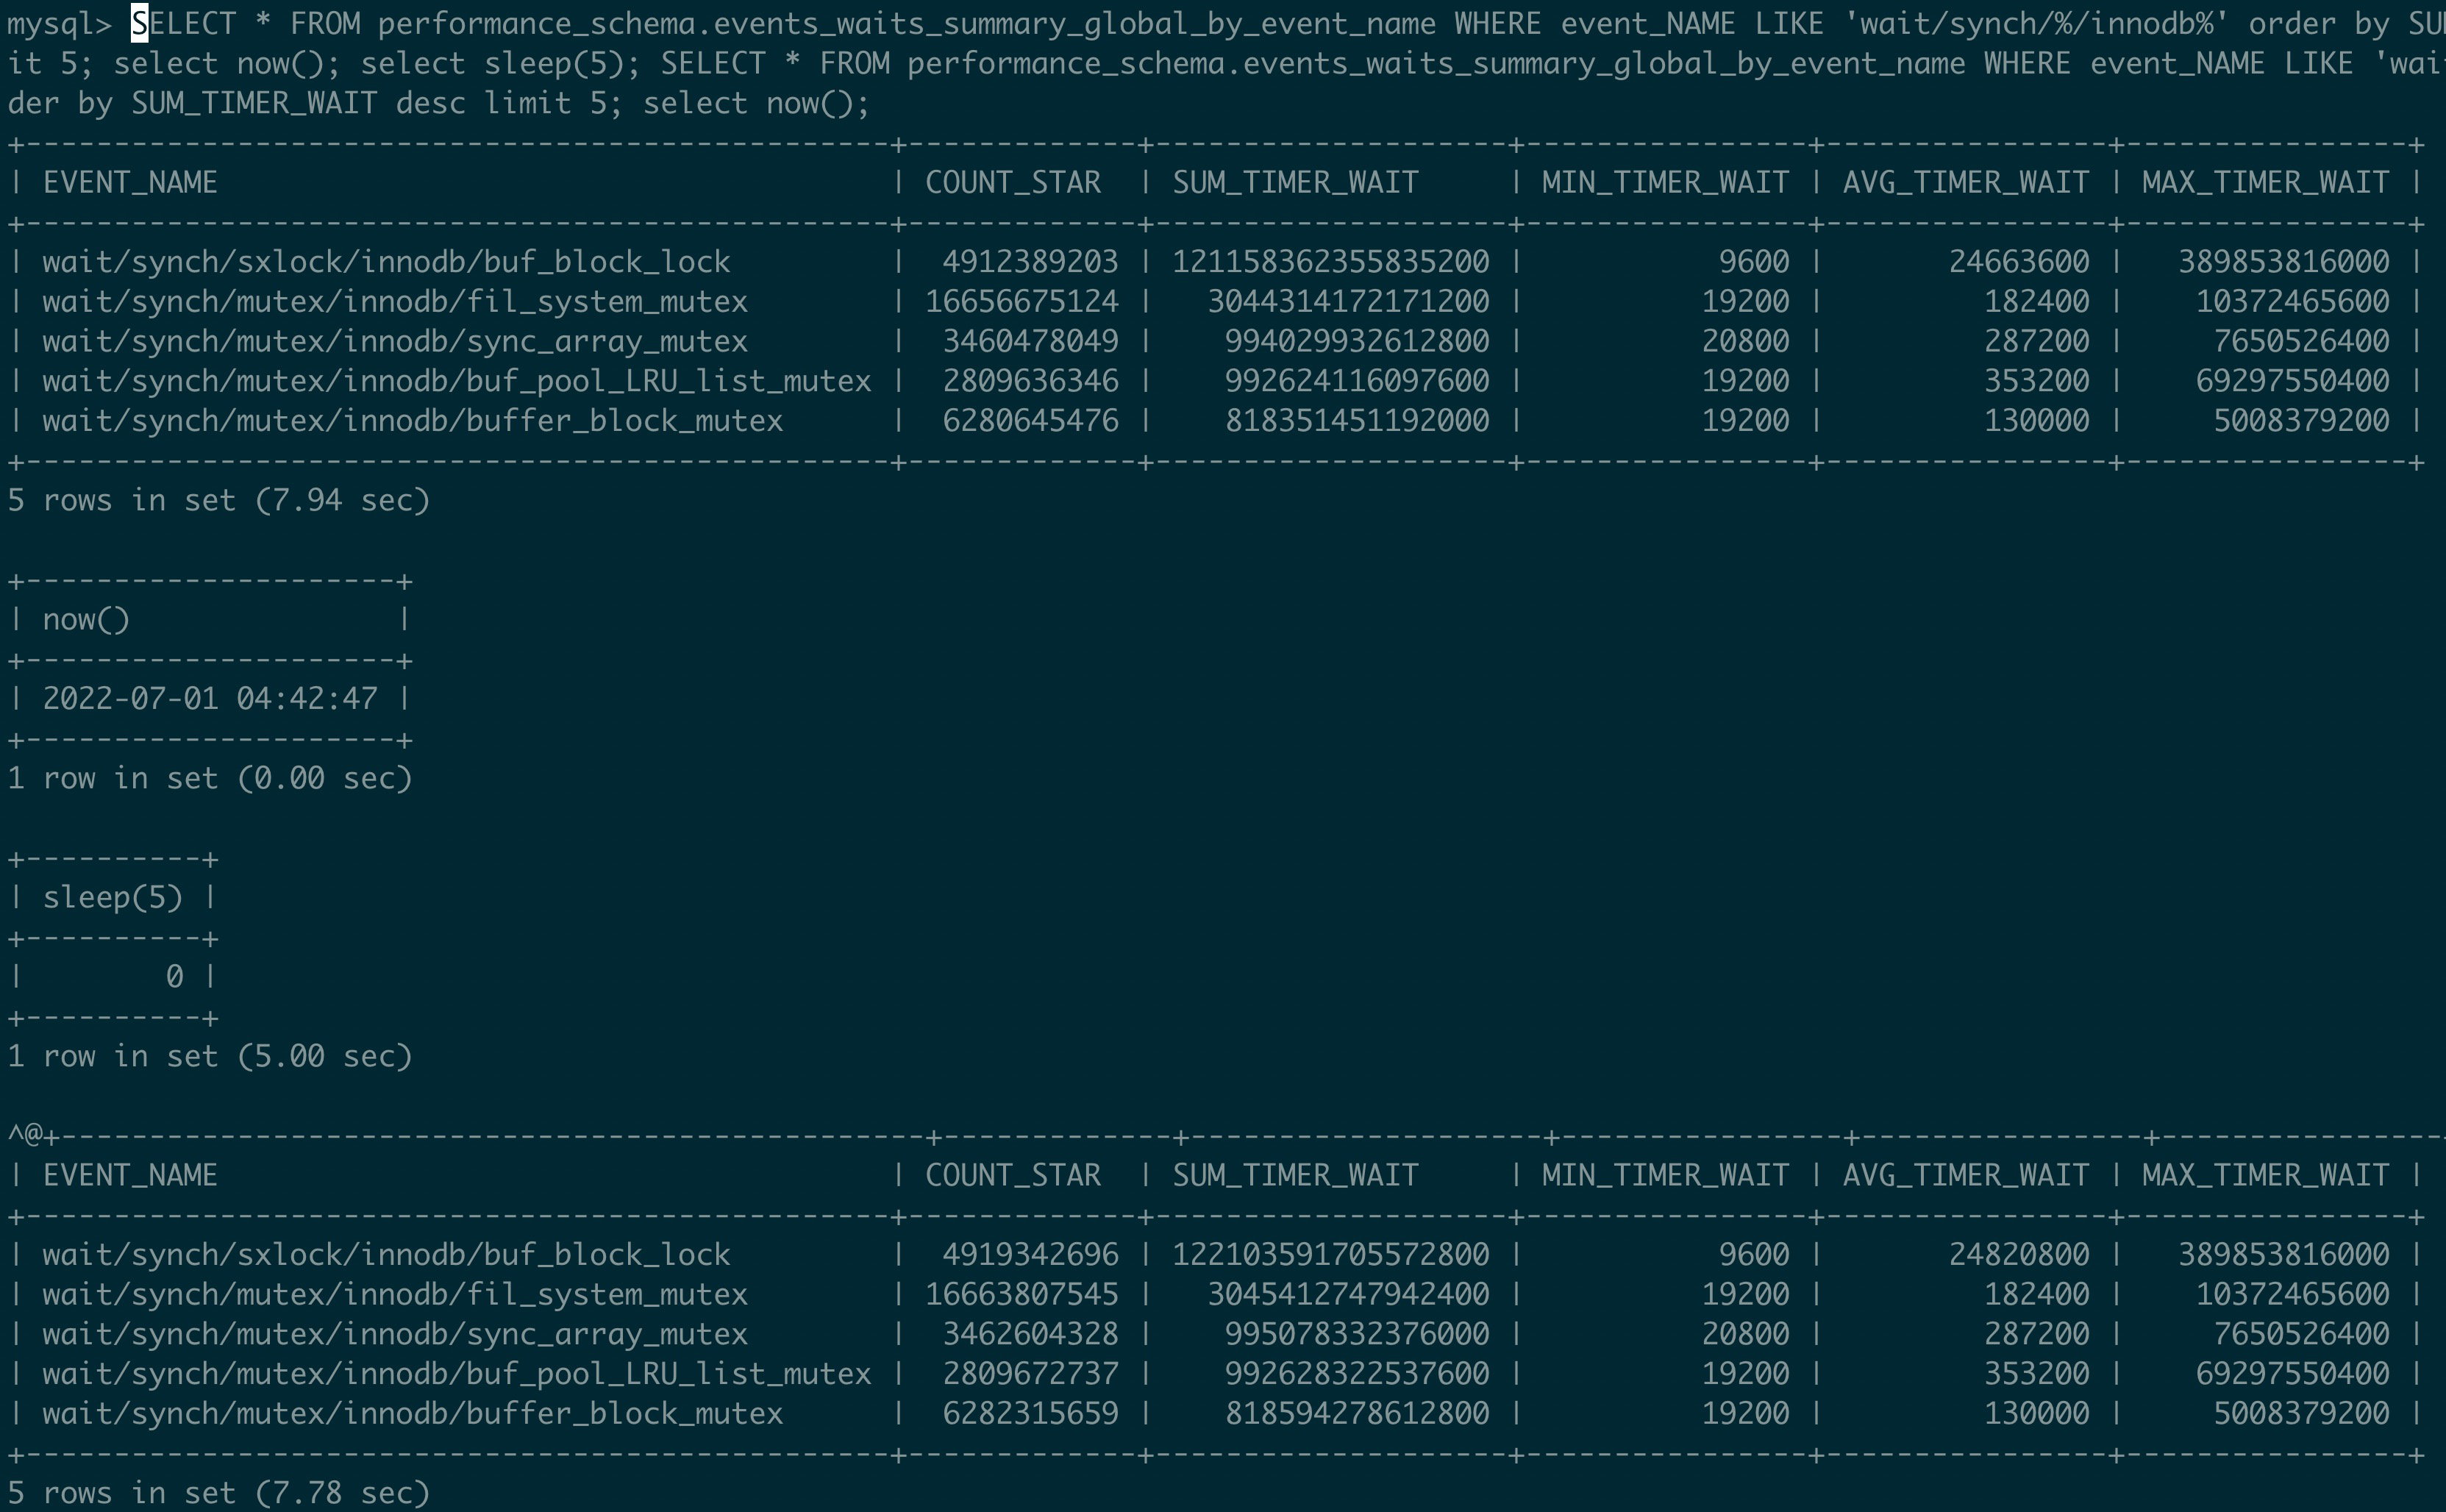 mysql> SELECT * FROM performance_schema.events_waits_summary_global_by_event_name WHERE event_NAME LIKE 'wait/synch/%/innodb%' order by SU
it 5; select now(); select sleep(5); SELECT * FROM performance_schema.events_waits_summary_global_by_event_name WHERE event_NAME LIKE 'wai
der by SUM_TIMER_WAIT desc limit 5; select now();
+-------------------------------------------------+-------------+--------------------+----------------+----------------+----------------+
| EVENT_NAME | COUNT_STAR | SUM_TIMER_WAIT | MIN_TIMER_WAIT | AVG_TIMER_WAIT | MAX_TIMER_WAIT |
+-------------------------------------------------+-------------+--------------------+----------------+----------------+----------------+
| wait/synch/sxlock/innodb/buf_block_lock | 4912389203 | 121158362355835200 | 9600 | 24663600 | 389853816000 |
| wait/synch/mutex/innodb/fil_system_mutex | 16656675124 | 3044314172171200 | 19200 | 182400 | 10372465600 |
| wait/synch/mutex/innodb/sync_array_mutex | 3460478049 | 994029932612800 | 20800 | 287200 | 7650526400 |
| wait/synch/mutex/innodb/buf_pool_LRU_list_mutex | 2809636346 | 992624116097600 | 19200 | 353200 | 69297550400 |
| wait/synch/mutex/innodb/buffer_block_mutex | 6280645476 | 818351451192000 | 19200 | 130000 | 5008379200 |
+-------------------------------------------------+-------------+--------------------+----------------+----------------+----------------+
5 rows in set (7.94 sec)
+---------------------+
| now() |
+---------------------+
| 2022-07-01 04:42:47 |
+---------------------+
1 row in set (0.00 sec)
+----------+
| sleep(5) |
+----------+
| 0 |
+----------+
1 row in set (5.00 sec)
^@+-------------------------------------------------+-------------+--------------------+----------------+----------------+----------------
| EVENT_NAME | COUNT_STAR | SUM_TIMER_WAIT | MIN_TIMER_WAIT | AVG_TIMER_WAIT | MAX_TIMER_WAIT |
+-------------------------------------------------+-------------+--------------------+----------------+----------------+----------------+
| wait/synch/sxlock/innodb/buf_block_lock | 4919342696 | 122103591705572800 | 9600 | 24820800 | 389853816000 |
| wait/synch/mutex/innodb/fil_system_mutex | 16663807545 | 3045412747942400 | 19200 | 182400 | 10372465600 |
| wait/synch/mutex/innodb/sync_array_mutex | 3462604328 | 995078332376000 | 20800 | 287200 | 7650526400 |
| wait/synch/mutex/innodb/buf_pool_LRU_list_mutex | 2809672737 | 992628322537600 | 19200 | 353200 | 69297550400 |
| wait/synch/mutex/innodb/buffer_block_mutex | 6282315659 | 818594278612800 | 19200 | 130000 | 5008379200 |
+-------------------------------------------------+-------------+--------------------+----------------+----------------+----------------+
5 rows in set (7.78 sec)